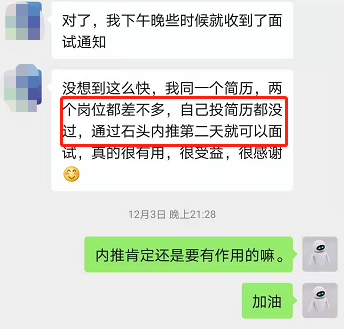 对了，我下午晚些时候就收到了面
试通知
没想到这么快，我同一个简历，两
个岗位都差不多，自己投简历都没
过，通过石头内推第二天就可以面
试，真的很有用，很受益，很感谢
12月3日 晚上21:28
内推肯定还是要有作用的嘛。
加油